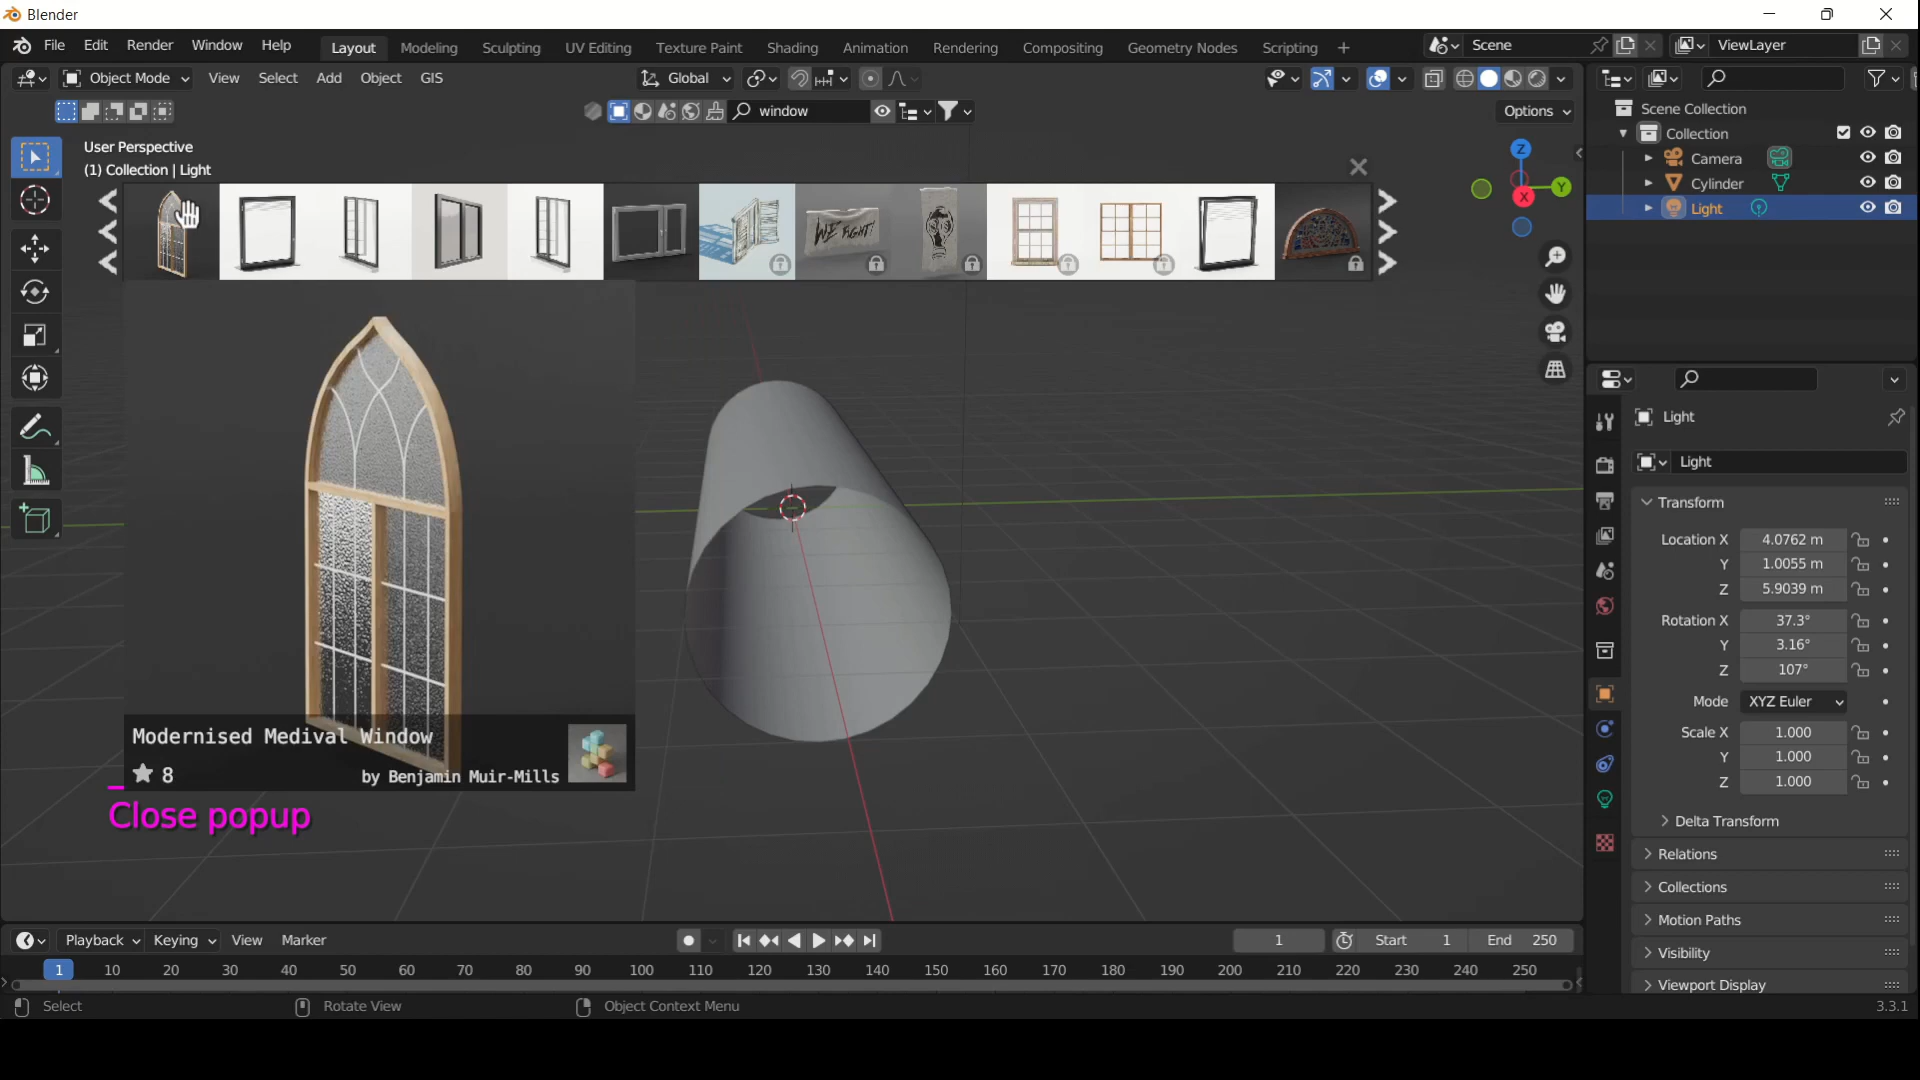 Blender
File Edit Render Window Help Layout Modeling Sculpting UV Editing Texture Paint Shading Animation Rendering Compositing Geometry Nodes Scripting + Scene ViewLayer
Object Mode View Select Add Object GIS Global
window Options
User Perspective
(1) Collection | Light
Scene Collection
Collection
Camera
Cylinder
Light
Z
Y
X
WE FIGHT!
Modernised Medival Window
8 by Benjamin Muir-Mills
Close popup
Light
Light
Transform
Location X 4.0762 m
Y 1.0055 m
Z 5.9039 m
Rotation X 37.3°
Y 3.16°
Z 107°
Mode XYZ Euler
Scale X 1.000
Y 1.000
Z 1.000
Delta Transform
Relations
Collections
Motion Paths
Visibility
Viewport Display
Playback Keying View Marker 1 Start 1 End 250
1 10 20 30 40 50 60 70 80 90 100 110 120 130 140 150 160 170 180 190 200 210 220 230 240 250
Select Rotate View Object Context Menu 3.3.1